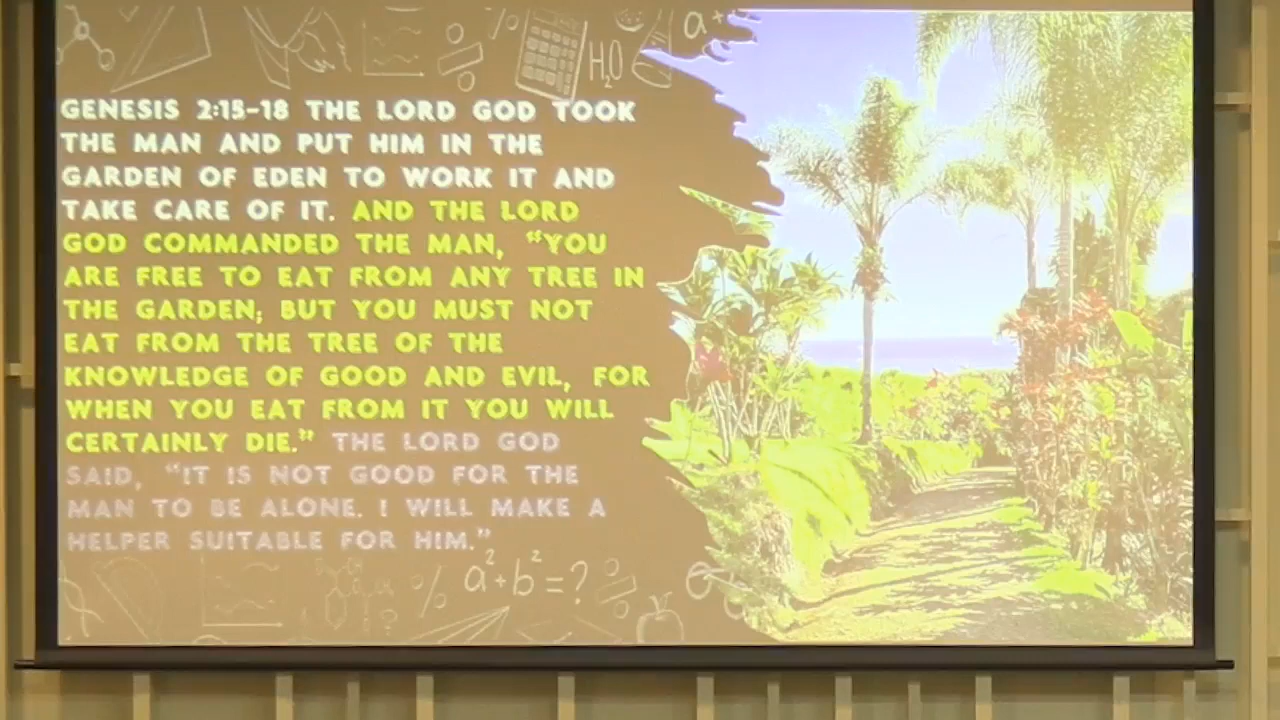 a+
H₂O
GENESIS 2:15-18 THE LORD GOD TOOK
THE MAN AND PUT HIM IN THE
GARDEN OF EDEN TO WORK IT AND
TAKE CARE OF IT. AND THE LORD
GOD COMMANDED THE MAN, “YOU
ARE FREE TO EAT FROM ANY TREE IN
THE GARDEN; BUT YOU MUST NOT
EAT FROM THE TREE OF THE
KNOWLEDGE OF GOOD AND EVIL, FOR
WHEN YOU EAT FROM IT YOU WILL
CERTAINLY DIE.” THE LORD GOD
SAID, “IT IS NOT GOOD FOR THE
MAN TO BE ALONE. I WILL MAKE A
HELPER SUITABLE FOR HIM.”
% a²+b²=?